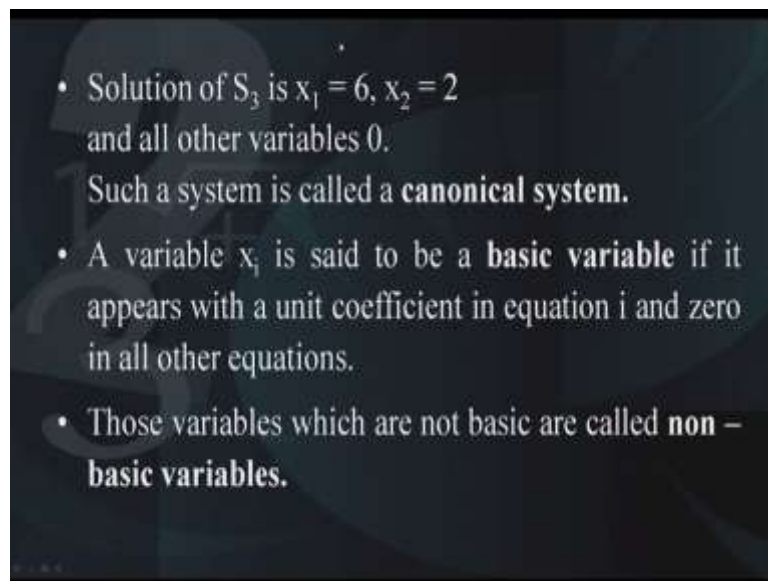 • Solution of S₃ is x₁ = 6, x₂ = 2
and all other variables 0.
Such a system is called a canonical system.
• A variable xᵢ is said to be a basic variable if it
appears with a unit coefficient in equation i and zero
in all other equations.
• Those variables which are not basic are called non –
basic variables.